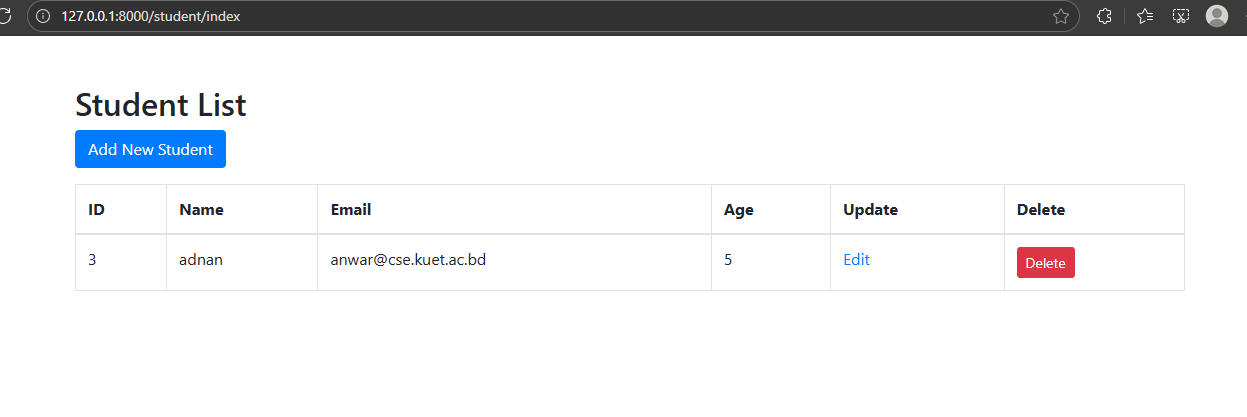 127.0.0.1:8000/student/index
Student List
Add New Student
ID Name Email Age Update Delete
3 adnan anwar@cse.kuet.ac.bd 5 Edit Delete